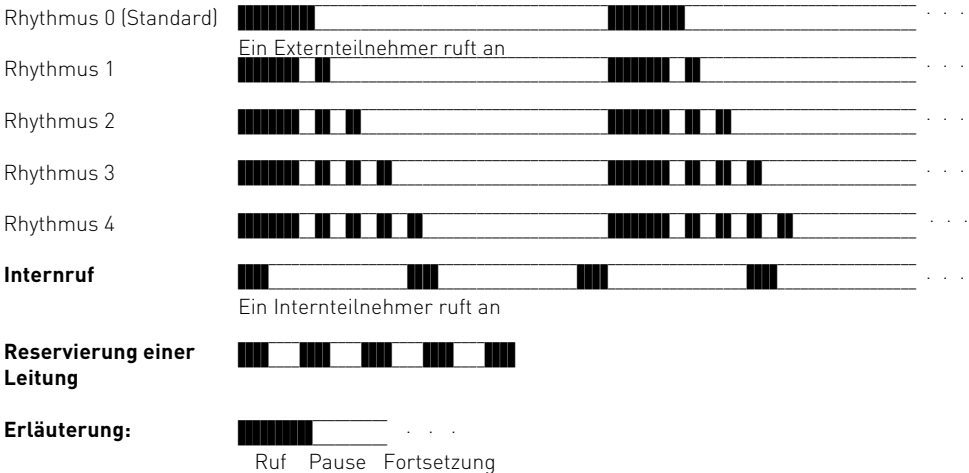 Rhythmus 0 (Standard) . . .
Ein Externteilnehmer ruft an
Rhythmus 1 . . .
Rhythmus 2 . . .
Rhythmus 3 . . .
Rhythmus 4 . . .
Internruf . . .
Ein Internteilnehmer ruft an
Reservierung einer
Leitung
Erläuterung: . . .
Ruf Pause Fortsetzung